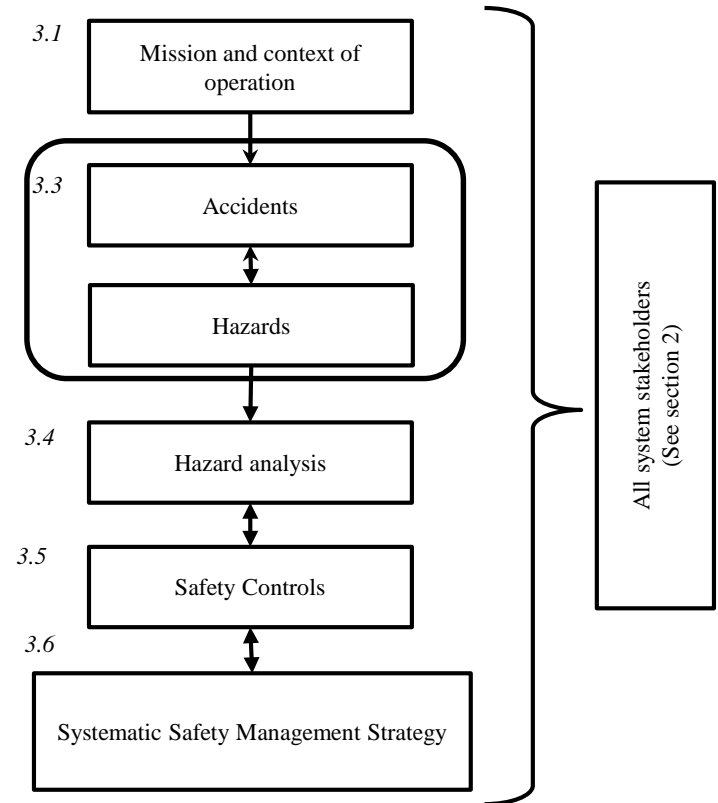 3.1
Mission and context of
operation
3.3
Accidents
Hazards
3.4
Hazard analysis
3.5
Safety Controls
3.6
Systematic Safety Management Strategy
All system stakeholders
(See section 2)